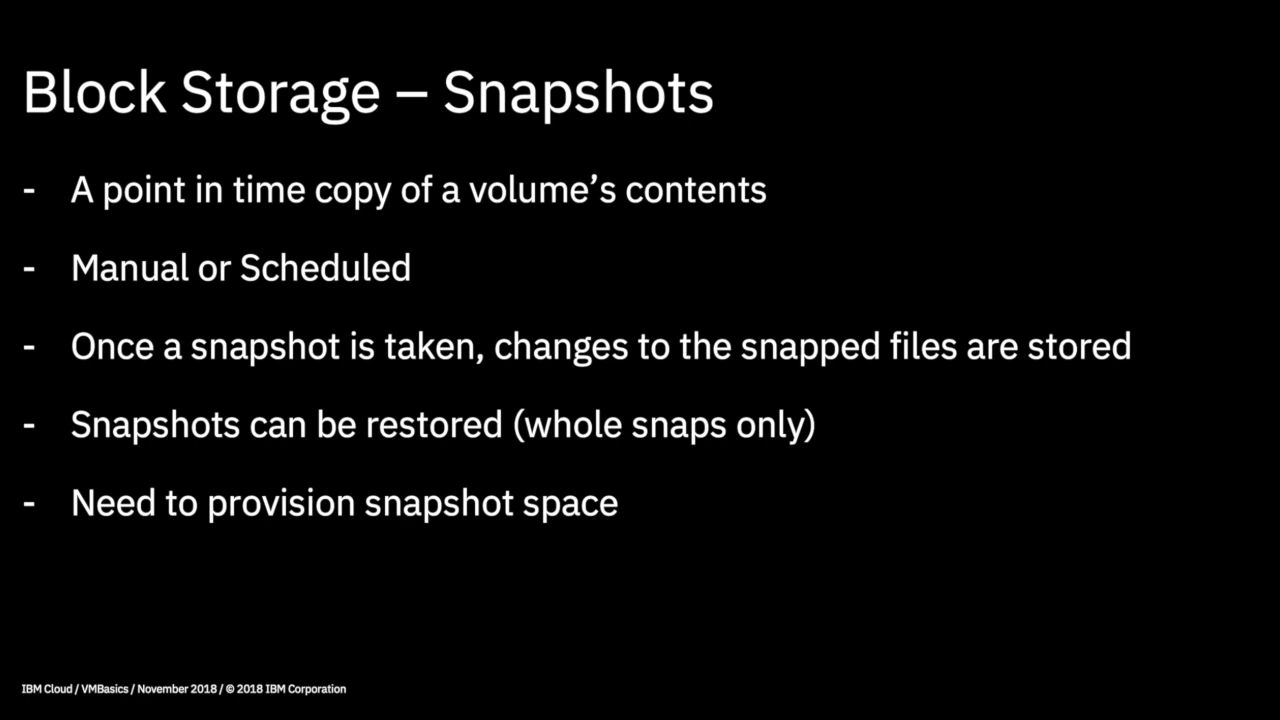 Block Storage – Snapshots
- A point in time copy of a volume’s contents
- Manual or Scheduled
- Once a snapshot is taken, changes to the snapped files are stored
- Snapshots can be restored (whole snaps only)
- Need to provision snapshot space
IBM Cloud / VMBasics / November 2018 / © 2018 IBM Corporation